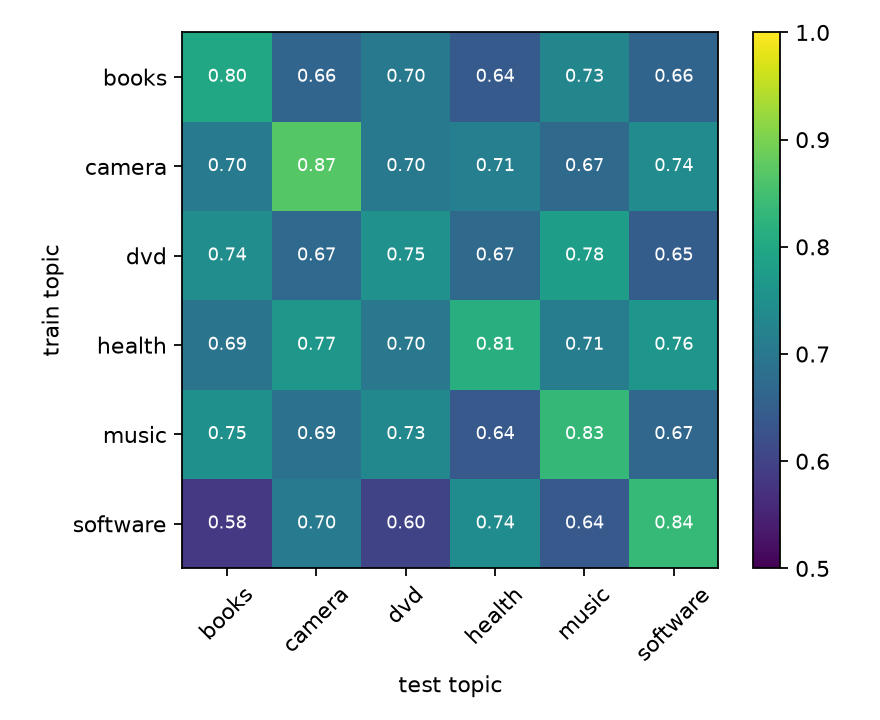 1.0
books 0.80 0.66 0.70 0.64 0.73 0.66
0.9
camera 0.70 0.87 0.70 0.71 0.67 0.74
0.8
dvd 0.74 0.67 0.75 0.67 0.78 0.65
train topic
health 0.69 0.77 0.70 0.81 0.71 0.76
0.7
music 0.75 0.69 0.73 0.64 0.83 0.67
0.6
software 0.58 0.70 0.60 0.74 0.64 0.84
0.5
books camera dvd health music software
test topic